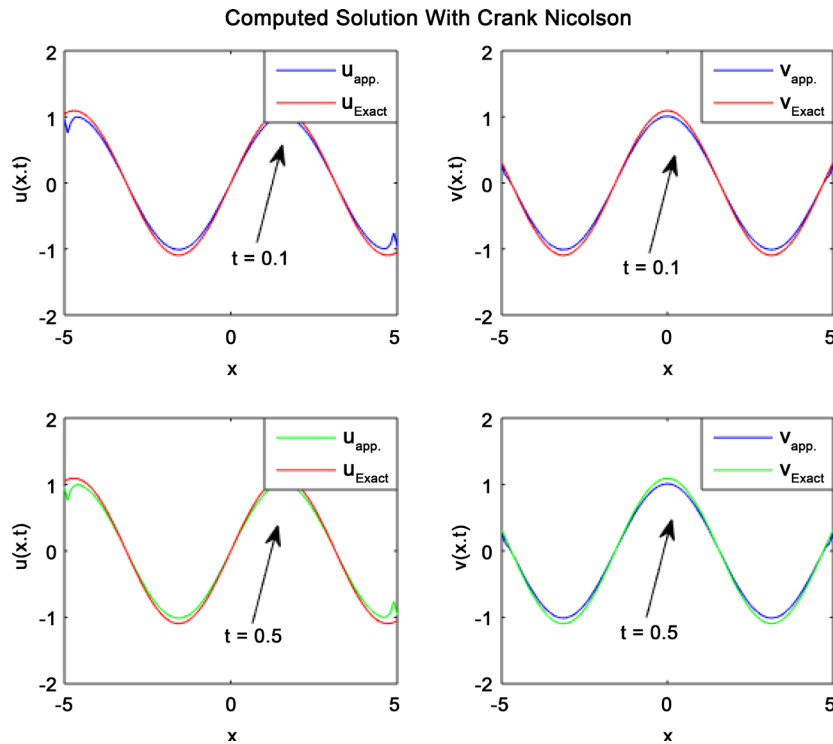 Computed Solution With Crank Nicolson
2
1
0
-1
-2
u(x.t)
u_app.
u_Exact
t = 0.1
-5 0 5
x
2
1
0
-1
-2
v(x.t)
v_app.
v_Exact
t = 0.1
-5 0 5
x
2
1
0
-1
-2
u(x.t)
u_app.
u_Exact
t = 0.5
-5 0 5
x
2
1
0
-1
-2
v(x.t)
v_app.
v_Exact
t = 0.5
-5 0 5
x